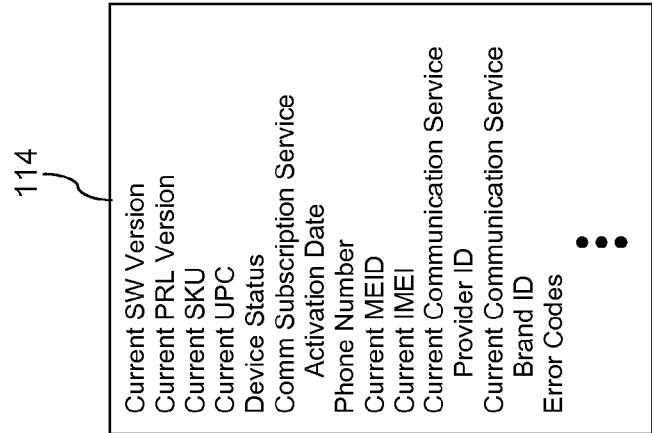 114
Current SW Version
Current PRL Version
Current SKU
Current UPC
Device Status
Comm Subscription Service
Activation Date
Phone Number
Current MEID
Current IMEI
Current Communication Service
Provider ID
Current Communication Service
Brand ID
Error Codes